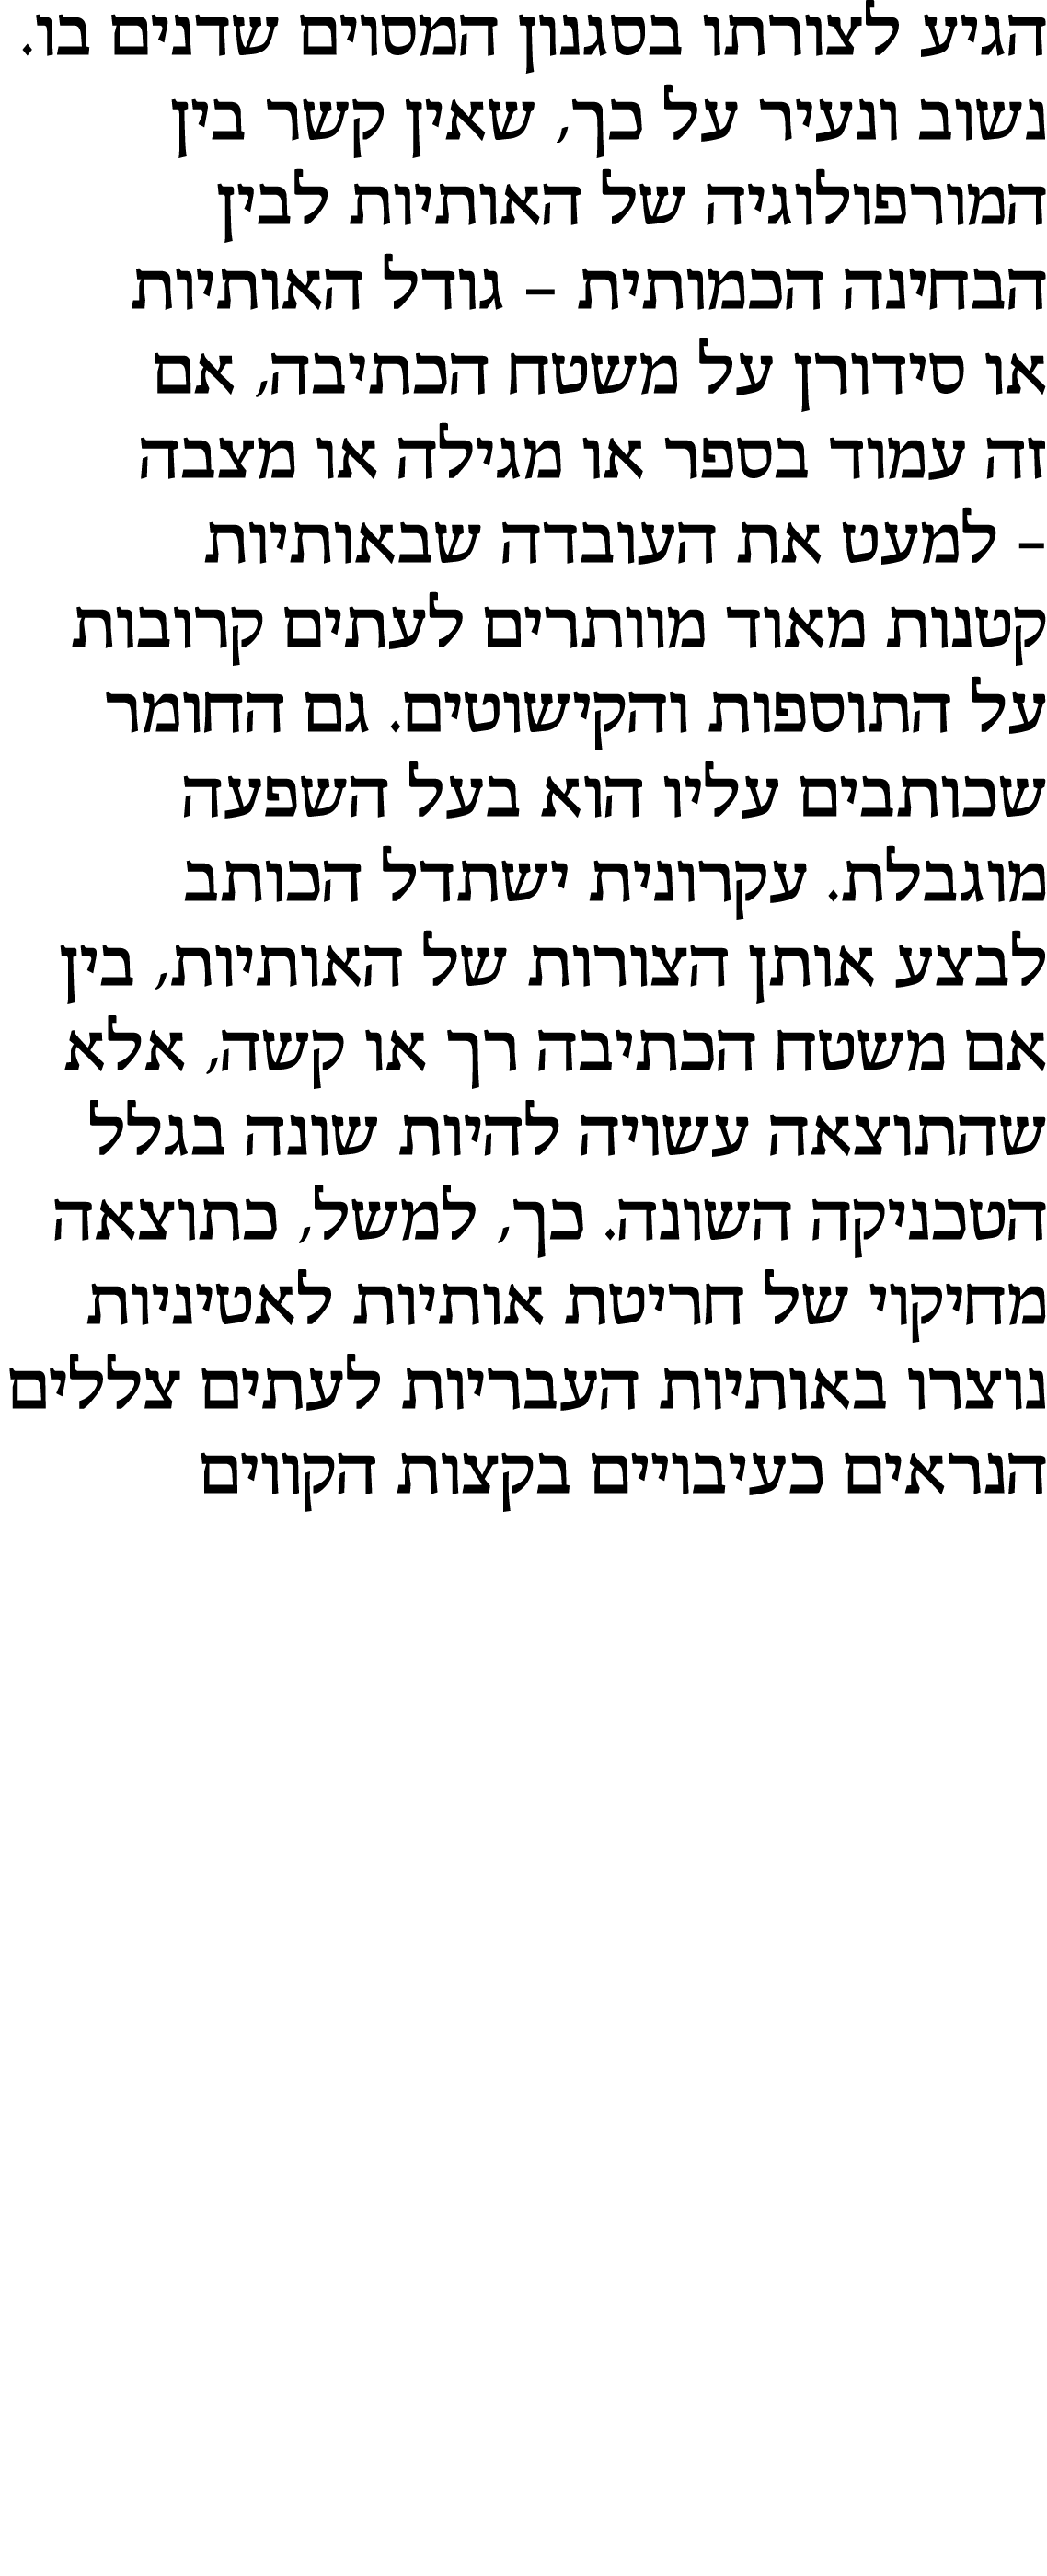 הגיע לצורתו בסגנון המסוים שדנים בו.
נשוב ונעיר על כך, שאין קשר בין
המורפולוגיה של האותיות לבין
הבחינה הכמותית – גודל האותיות
או סידורן על משטח הכתיבה, אם
זה עמוד בספר או מגילה או מצבה
– למעט את העובדה שבאותיות
קטנות מאוד מוותרים לעתים קרובות
על התוספות והקישוטים. גם החומר
שכותבים עליו הוא בעל השפעה
מוגבלת. עקרונית ישתדל הכותב
לבצע אותן הצורות של האותיות, בין
אם משטח הכתיבה רך או קשה, אלא
שהתוצאה עשויה להיות שונה בגלל
הטכניקה השונה. כך, למשל, כתוצאה
מחיקוי של חריטת אותיות לאטיניות
נוצרו באותיות העבריות לעתים צללים
הנראים כעיבויים בקצות הקווים